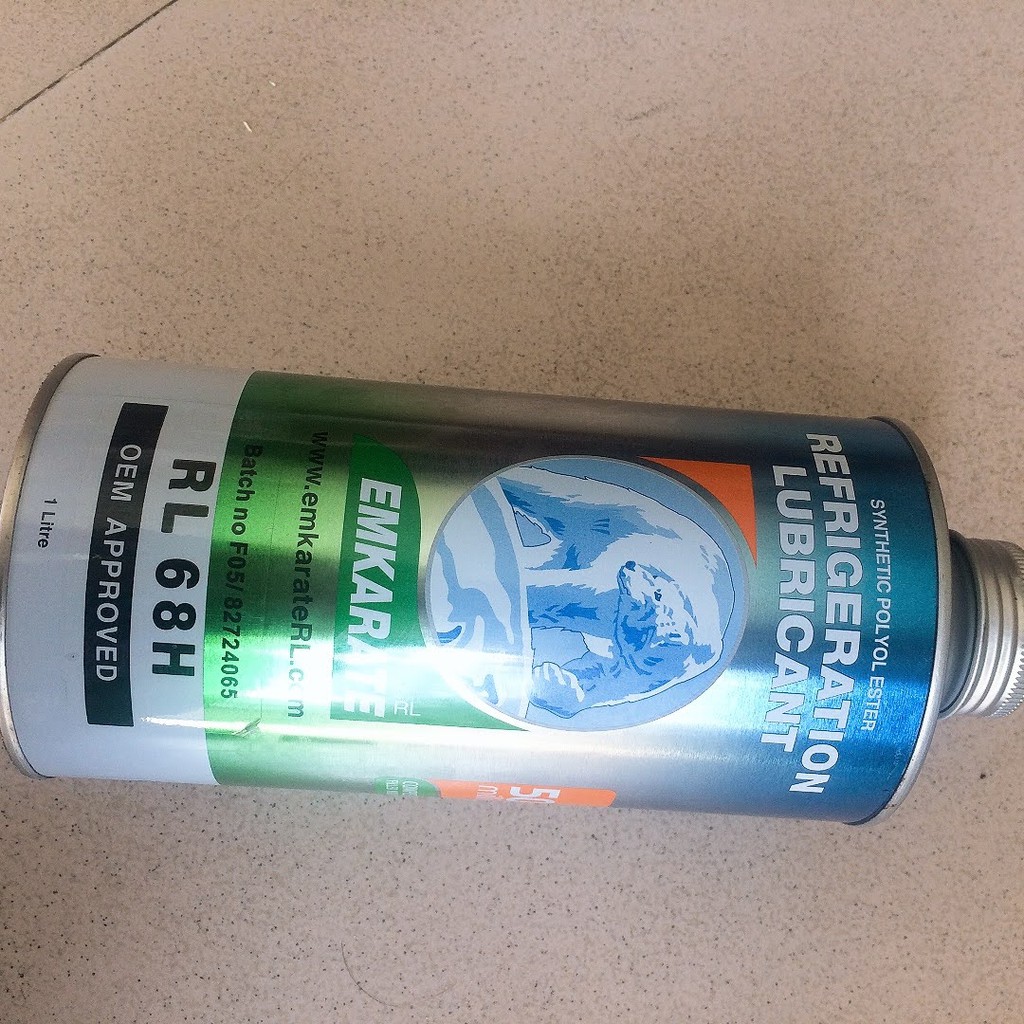 SYNTHETIC POLYOL ESTER
REFRIGERATION
LUBRICANT
EMKARATE
RL
www.emkarateRL.com
Batch no F05/ 82724065
RL 68H
OEM APPROVED
1 Litre